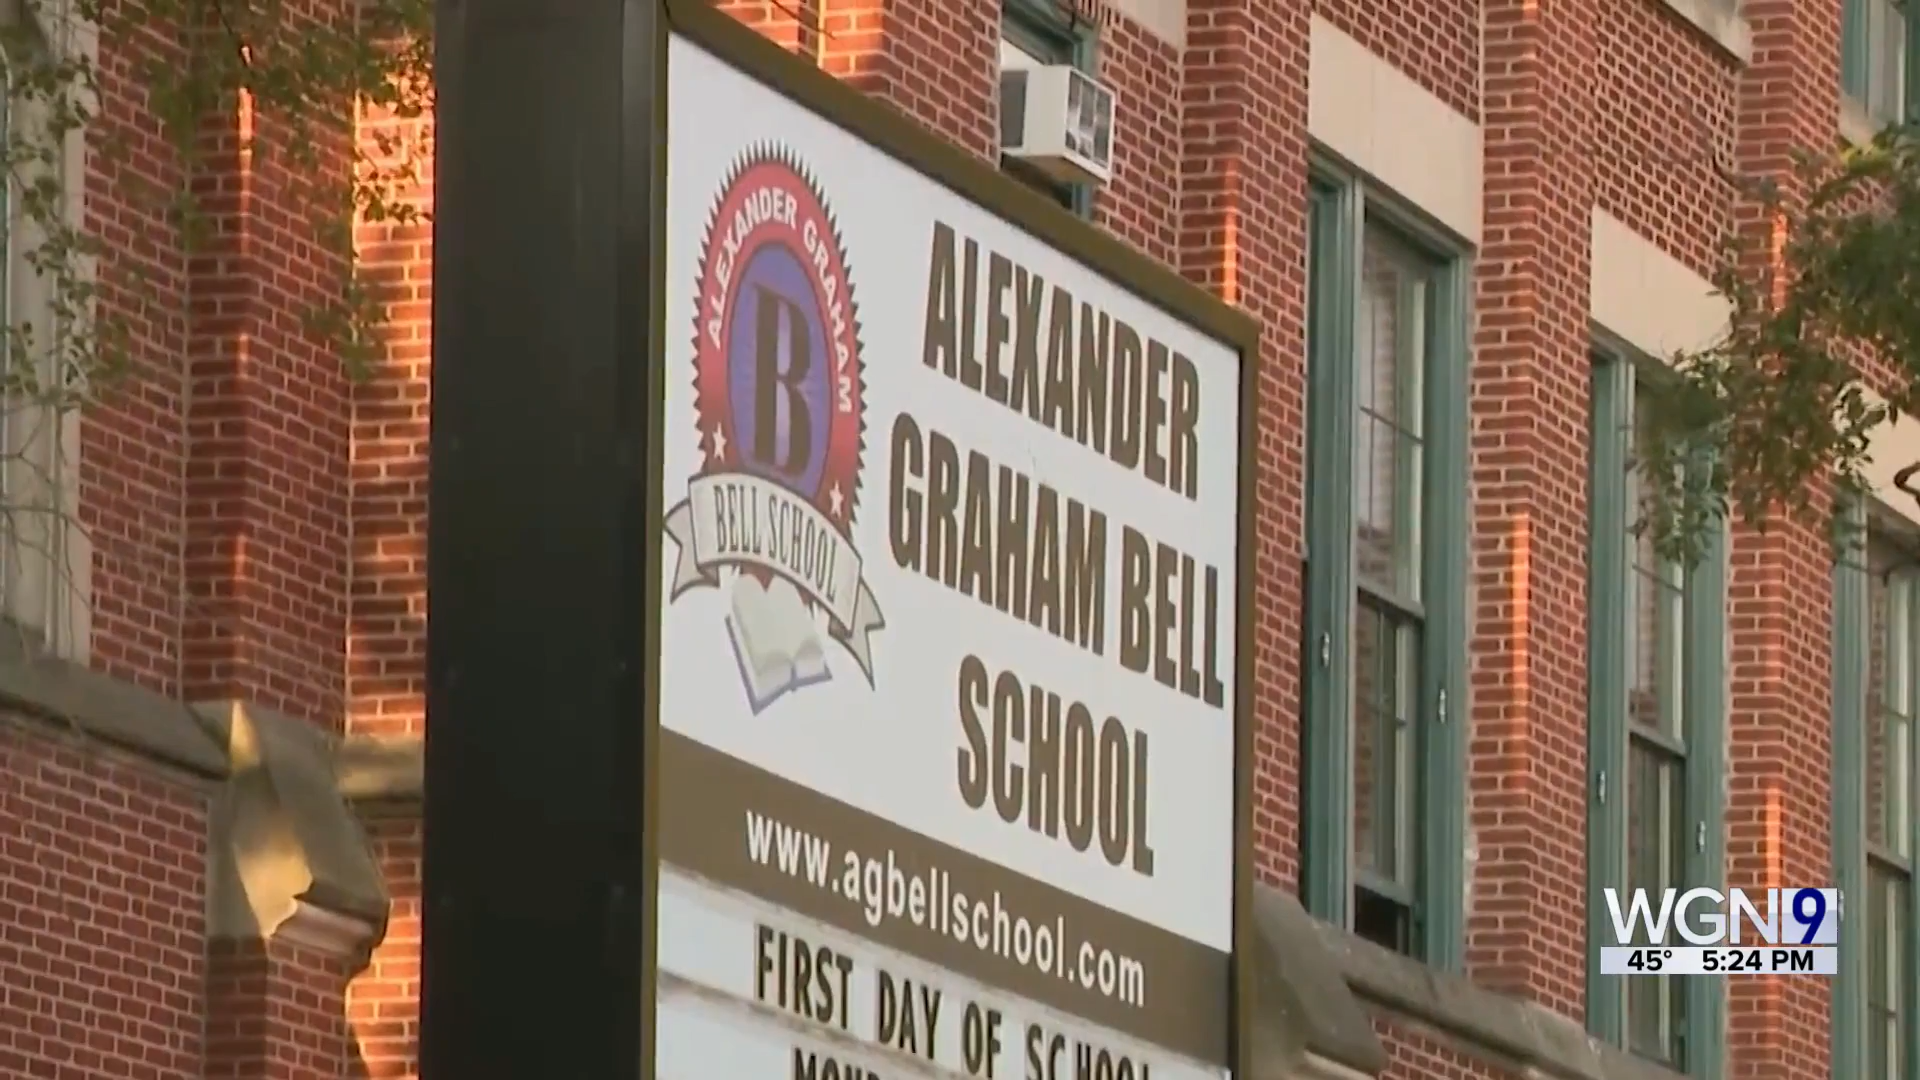 ALEXANDER GRAHAM
B
BELL SCHOOL
ALEXANDER
GRAHAM BELL
SCHOOL
www.agbellschool.com
FIRST DAY OF SCHOOL
WGN9
45° 5:24 PM